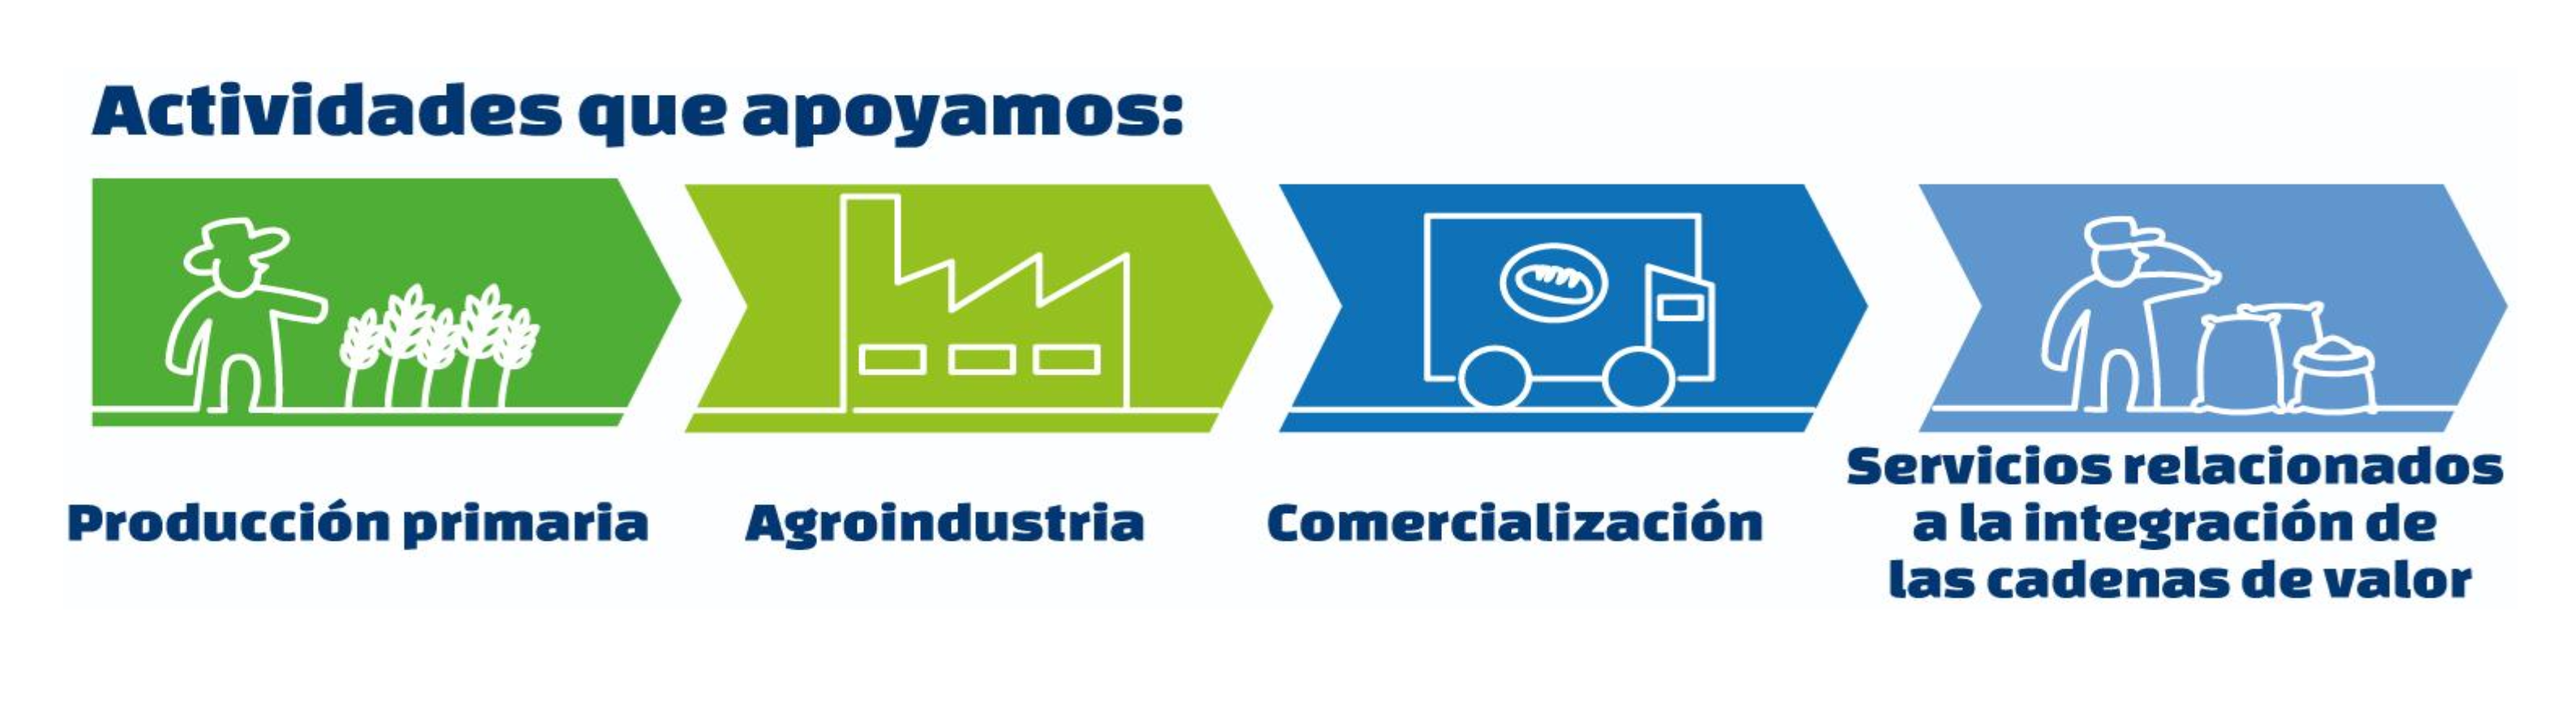 Actividades que apoyamos:
Producción primaria
Agroindustria
Comercialización
Servicios relacionados
a la integración de
las cadenas de valor